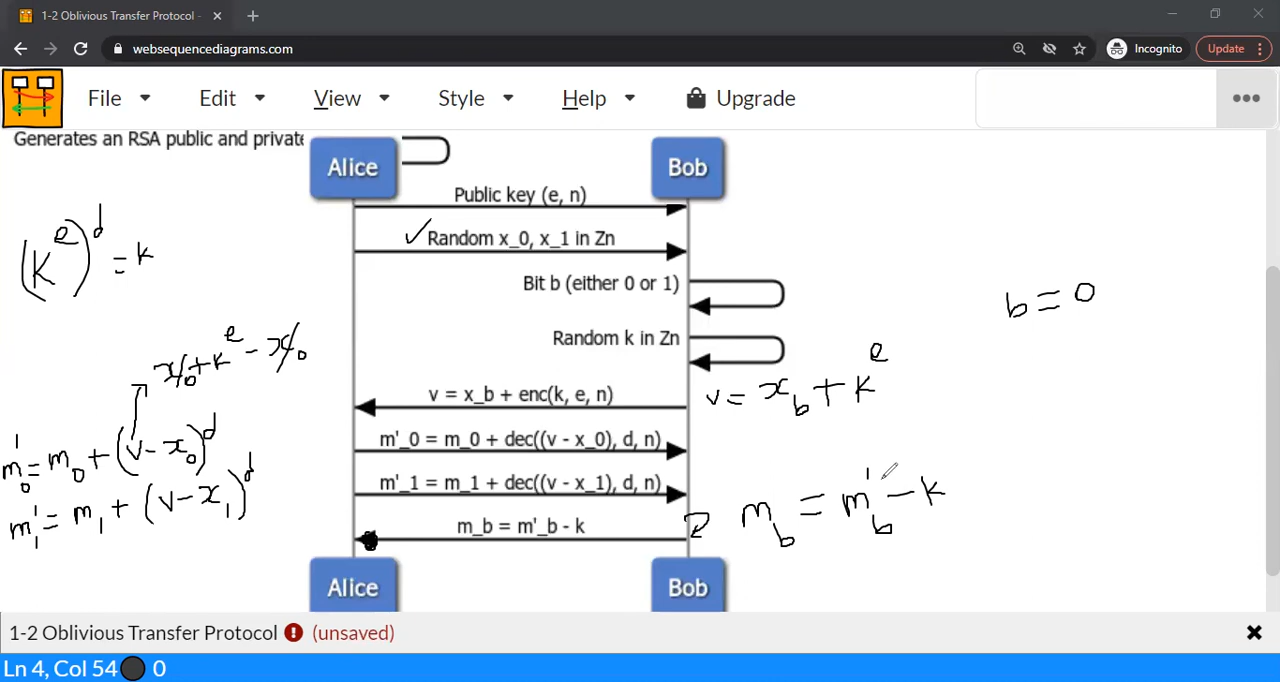 1-2 Oblivious Transfer Protocol -
websequencediagrams.com
Incognito
Update
File Edit View Style Help Upgrade
Generates an RSA public and private
Alice
Bob
Public key (e, n)
✓ Random x_0, x_1 in Zn
(k^e)^d = k
Bit b (either 0 or 1)
b = 0
Random k in Zn
x_0 + k^e - x_0
v = x_b + enc(k, e, n)
v = x_b + k^e
m'_0 = m_0 + dec((v - x_0), d, n)
m'_0 = m_0 + (v - x_0)^d
m'_1 = m_1 + dec((v - x_1), d, n)
m'_1 = m_1 + (v - x_1)^d
m_b = m'_b - k
m_b = m'_b - k
Alice
Bob
1-2 Oblivious Transfer Protocol (unsaved)
Ln 4, Col 54 0